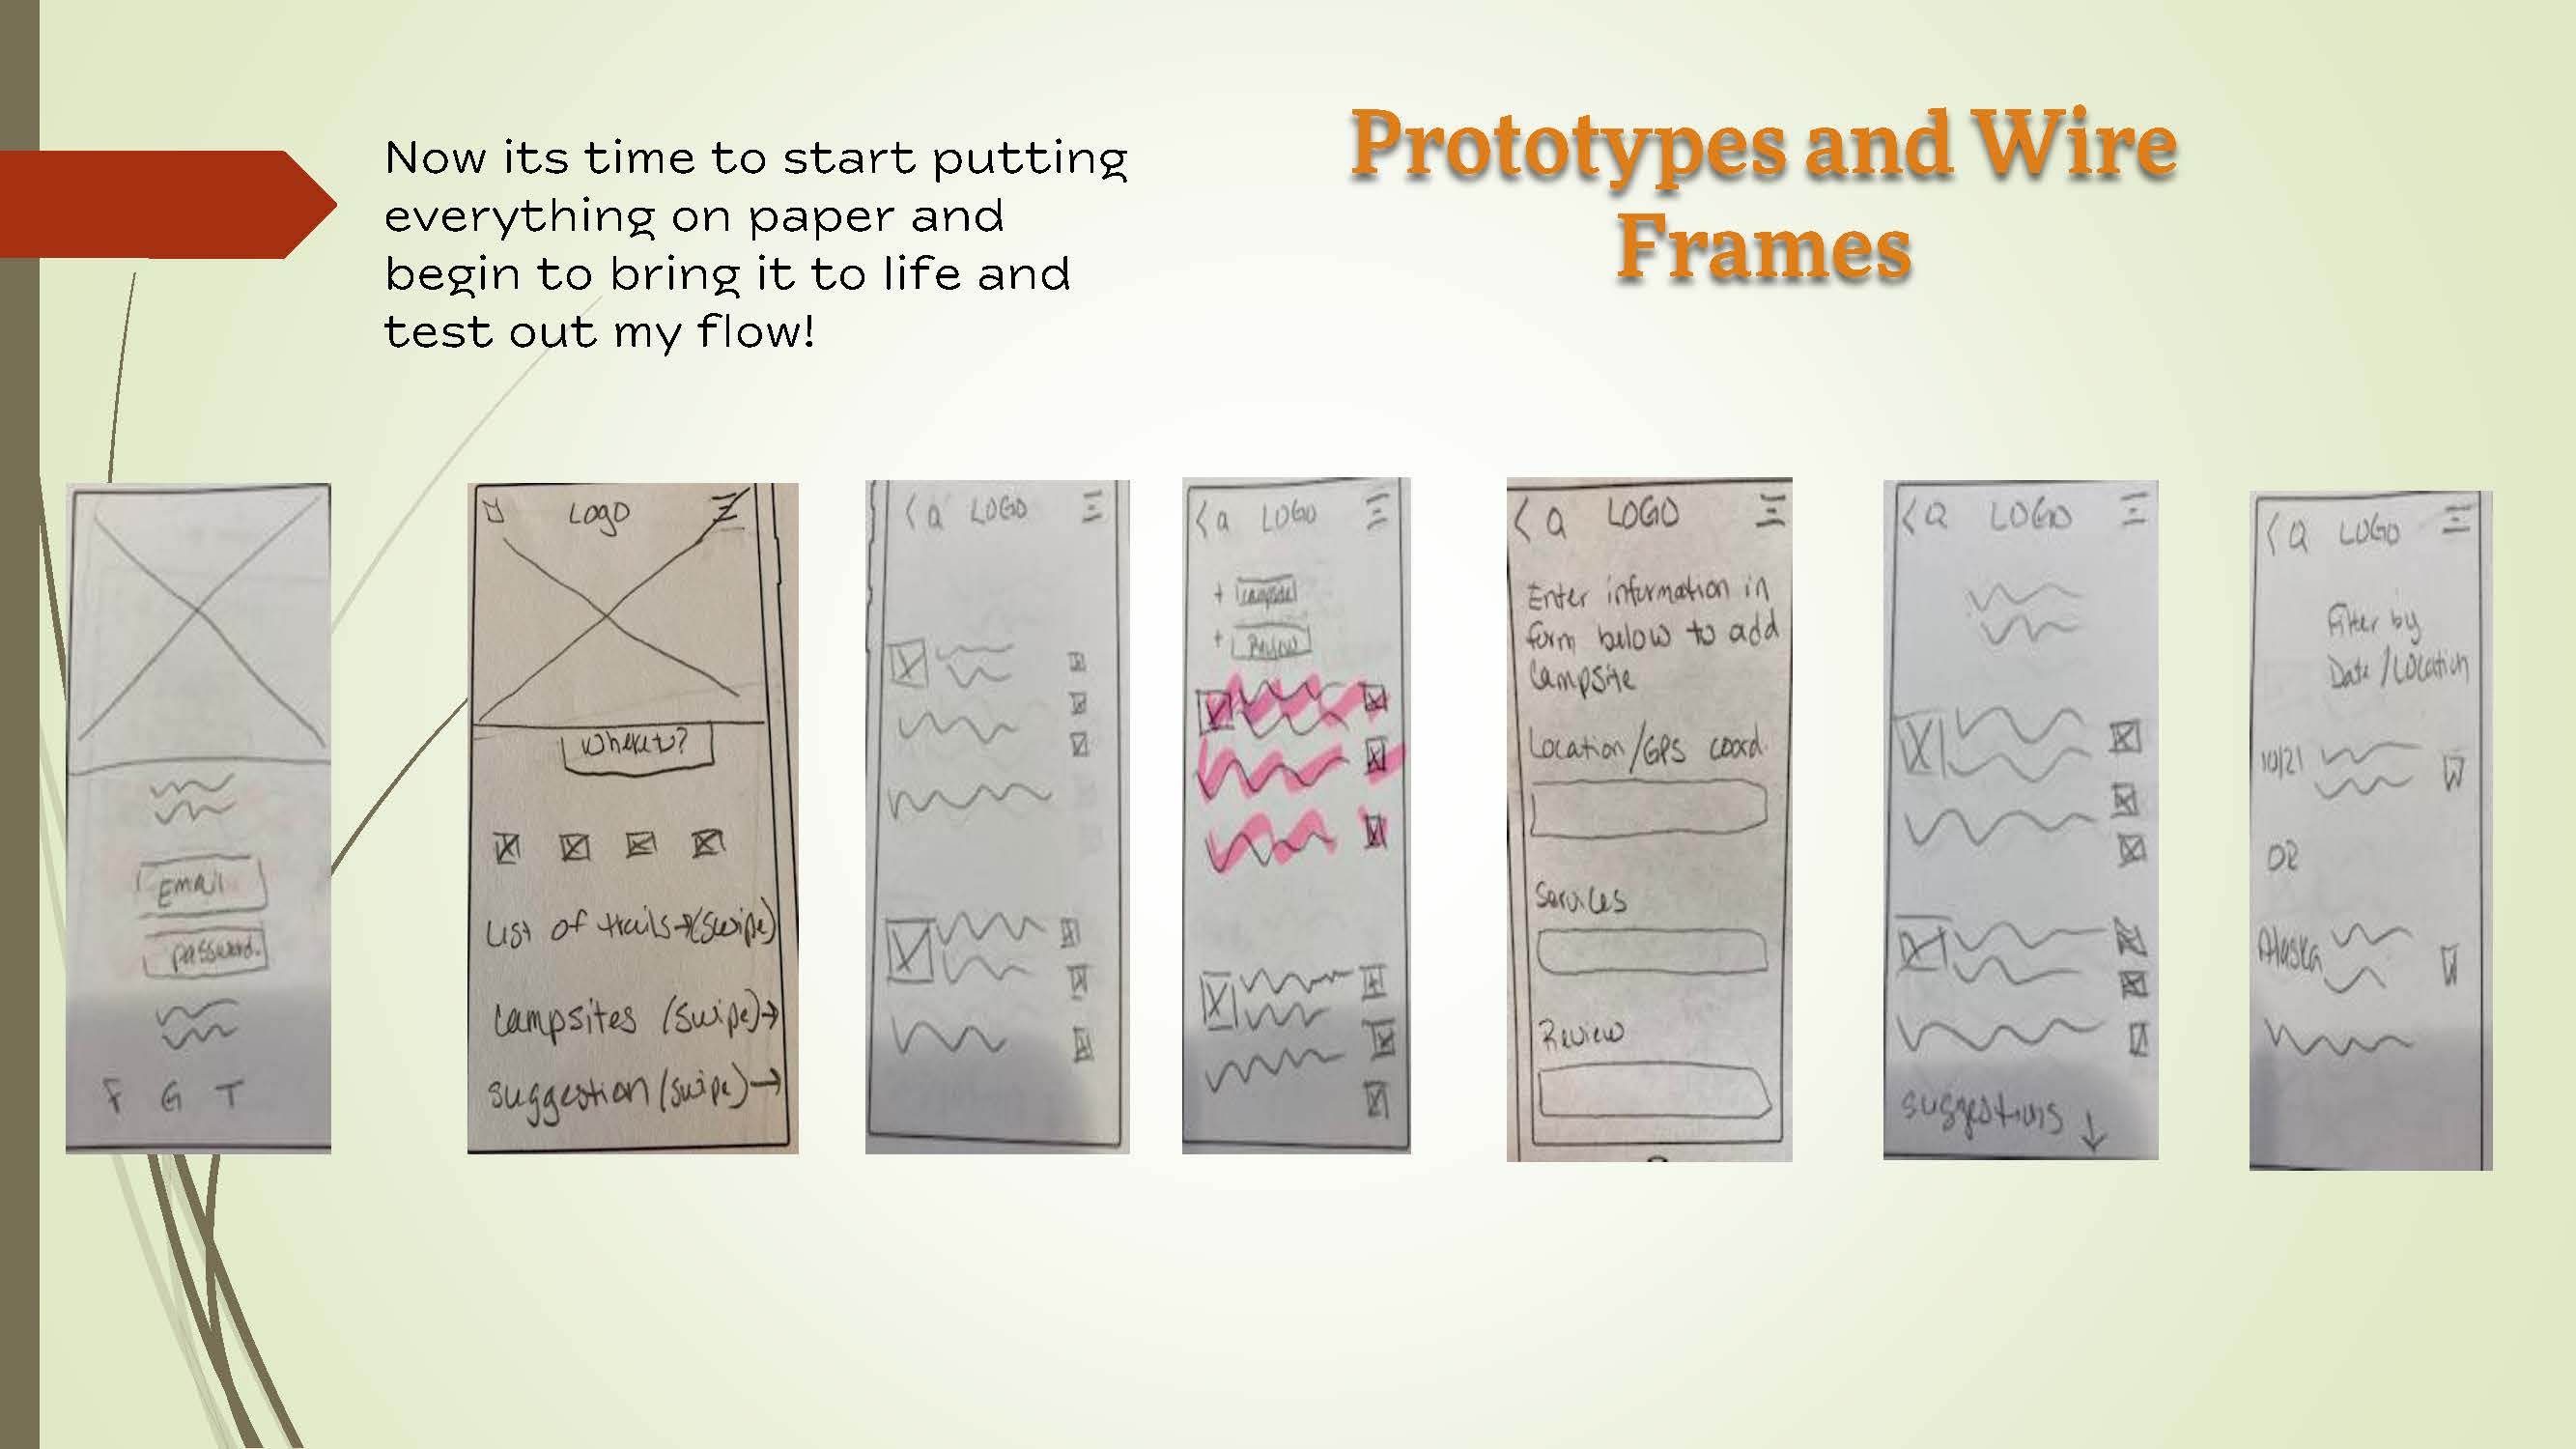 Now its time to start putting
everything on paper and
begin to bring it to life and
test out my flow!
Prototypes and Wire
Frames
EMAIL
password.
F G T
Logo
Where to?
List of trails→(swipe)
Campsites (swipe)→
suggestion (swipe)→
< Q LOGO
< Q LOGO
+ Campsite
+ Review
< Q LOGO
Enter information in
form below to add
Campsite
Location/GPS coord.
Services
Review
< Q LOGO
suggestions ↓
< Q LOGO
Filter by
Date/Location
10/21
OR
Alaska